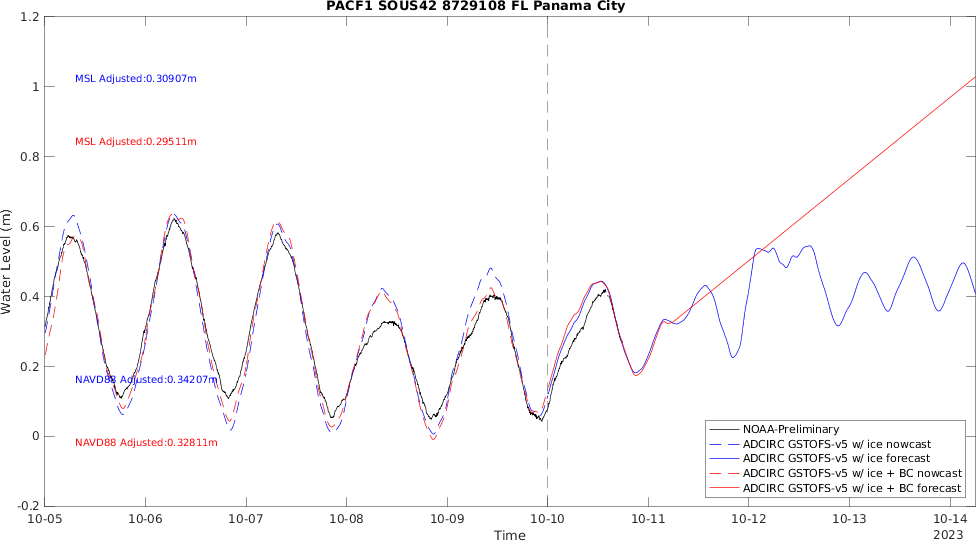 PACF1 SOUS42 8729108 FL Panama City
1.2
1
0.8
0.6
0.4
0.2
0
-0.2
Water Level (m)
MSL Adjusted:0.30907m
MSL Adjusted:0.29511m
NAVD88 Adjusted:0.34207m
NAVD88 Adjusted:0.32811m
NOAA-Preliminary
ADCIRC GSTOFS-v5 w/ ice nowcast
ADCIRC GSTOFS-v5 w/ ice forecast
ADCIRC GSTOFS-v5 w/ ice + BC nowcast
ADCIRC GSTOFS-v5 w/ ice + BC forecast
10-05 10-06 10-07 10-08 10-09 10-10 10-11 10-12 10-13 10-14
Time
2023